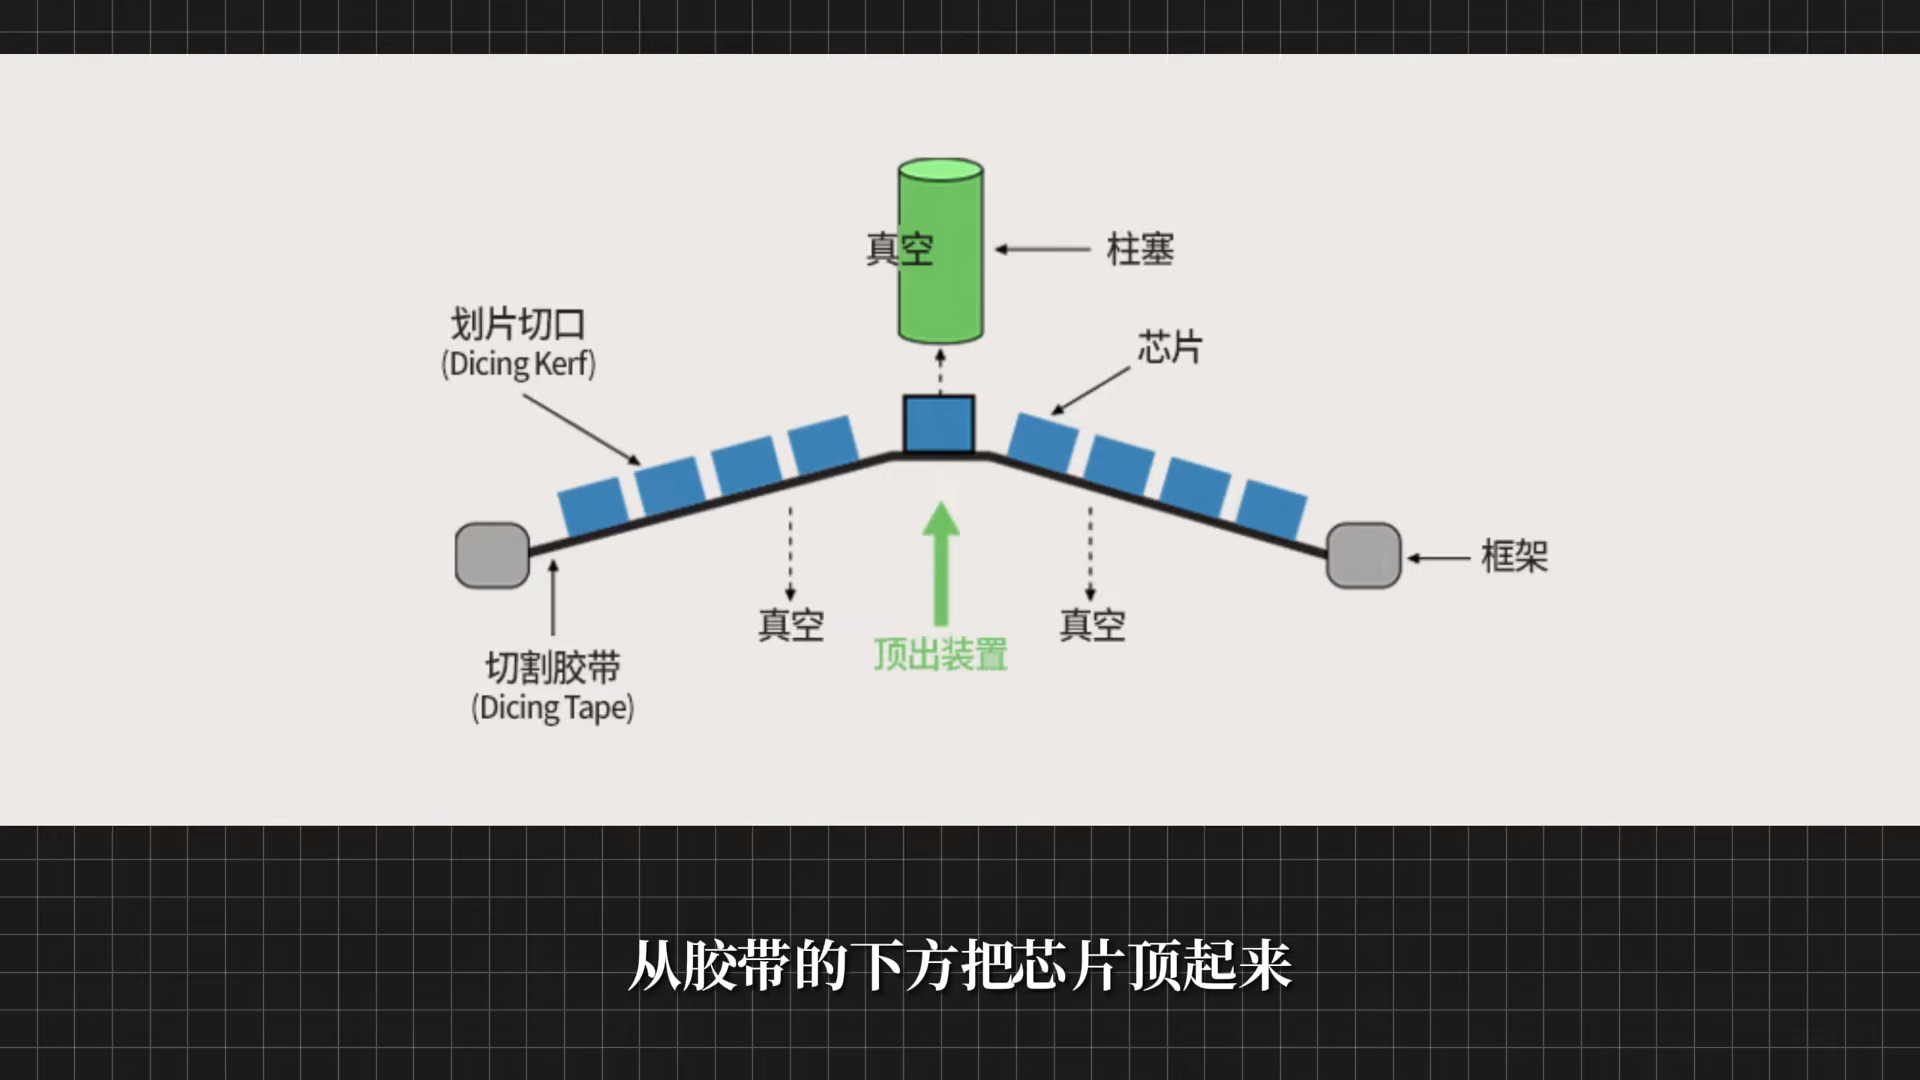 真空
柱塞
划片切口
(Dicing Kerf)
芯片
框架
真空
顶出装置
真空
切割胶带
(Dicing Tape)
从胶带的下方把芯片顶起来